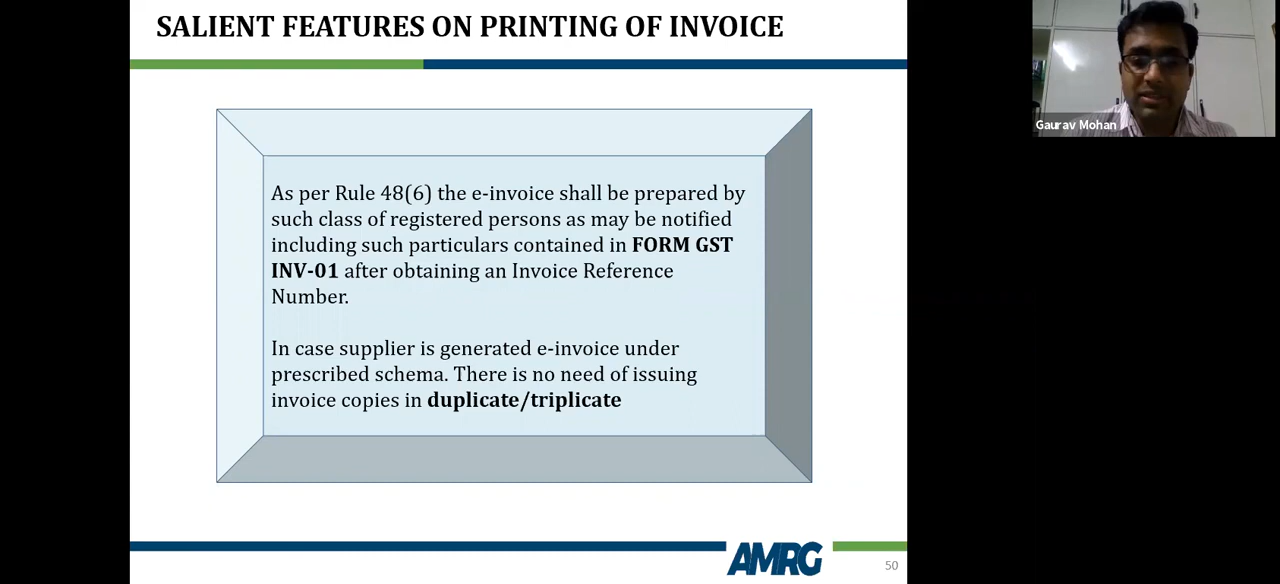 SALIENT FEATURES ON PRINTING OF INVOICE
Gaurav Mohan
As per Rule 48(6) the e-invoice shall be prepared by
such class of registered persons as may be notified
including such particulars contained in FORM GST
INV-01 after obtaining an Invoice Reference
Number.
In case supplier is generated e-invoice under
prescribed schema. There is no need of issuing
invoice copies in duplicate/triplicate
AMRG
50